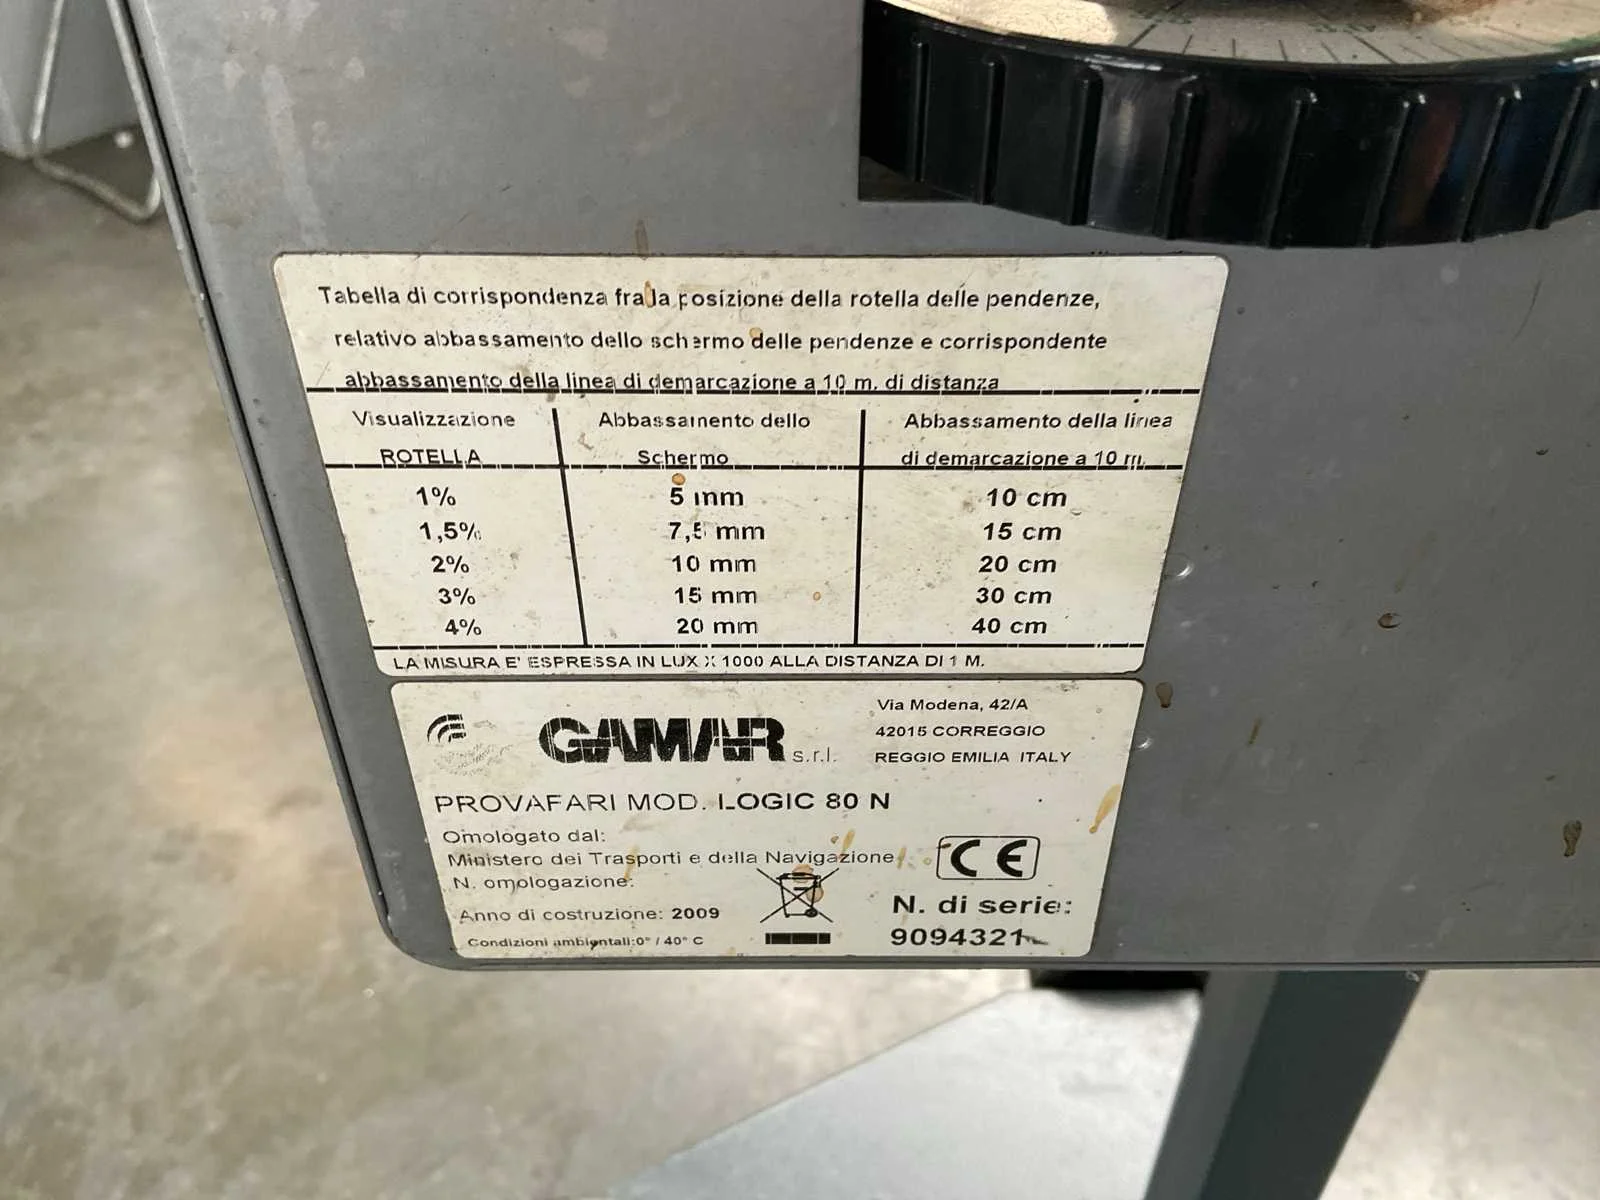 Tabella di corrispondenza fra la posizione della rotella delle pendenze,
relativo abbassamento dello schermo delle pendenze e corrispondente
abbassamento della linea di demarcazione a 10 m. di distanza
Visualizzazione ROTELLA
Abbassamento dello Schermo
Abbassamento della linea di demarcazione a 10 m.
1% 5 mm 10 cm
1,5% 7,5 mm 15 cm
2% 10 mm 20 cm
3% 15 mm 30 cm
4% 20 mm 40 cm
LA MISURA E' ESPRESSA IN LUX X 1000 ALLA DISTANZA DI 1 M.
GAMAR s.r.l.
Via Modena, 42/A
42015 CORREGGIO
REGGIO EMILIA ITALY
PROVAFARI MOD. LOGIC 80 N
Omologato dal:
Ministero dei Trasporti e della Navigazione
N. omologazione:
CE
Anno di costruzione: 2009
Condizioni ambientali:0° / 40° C
N. di serie:
9094321